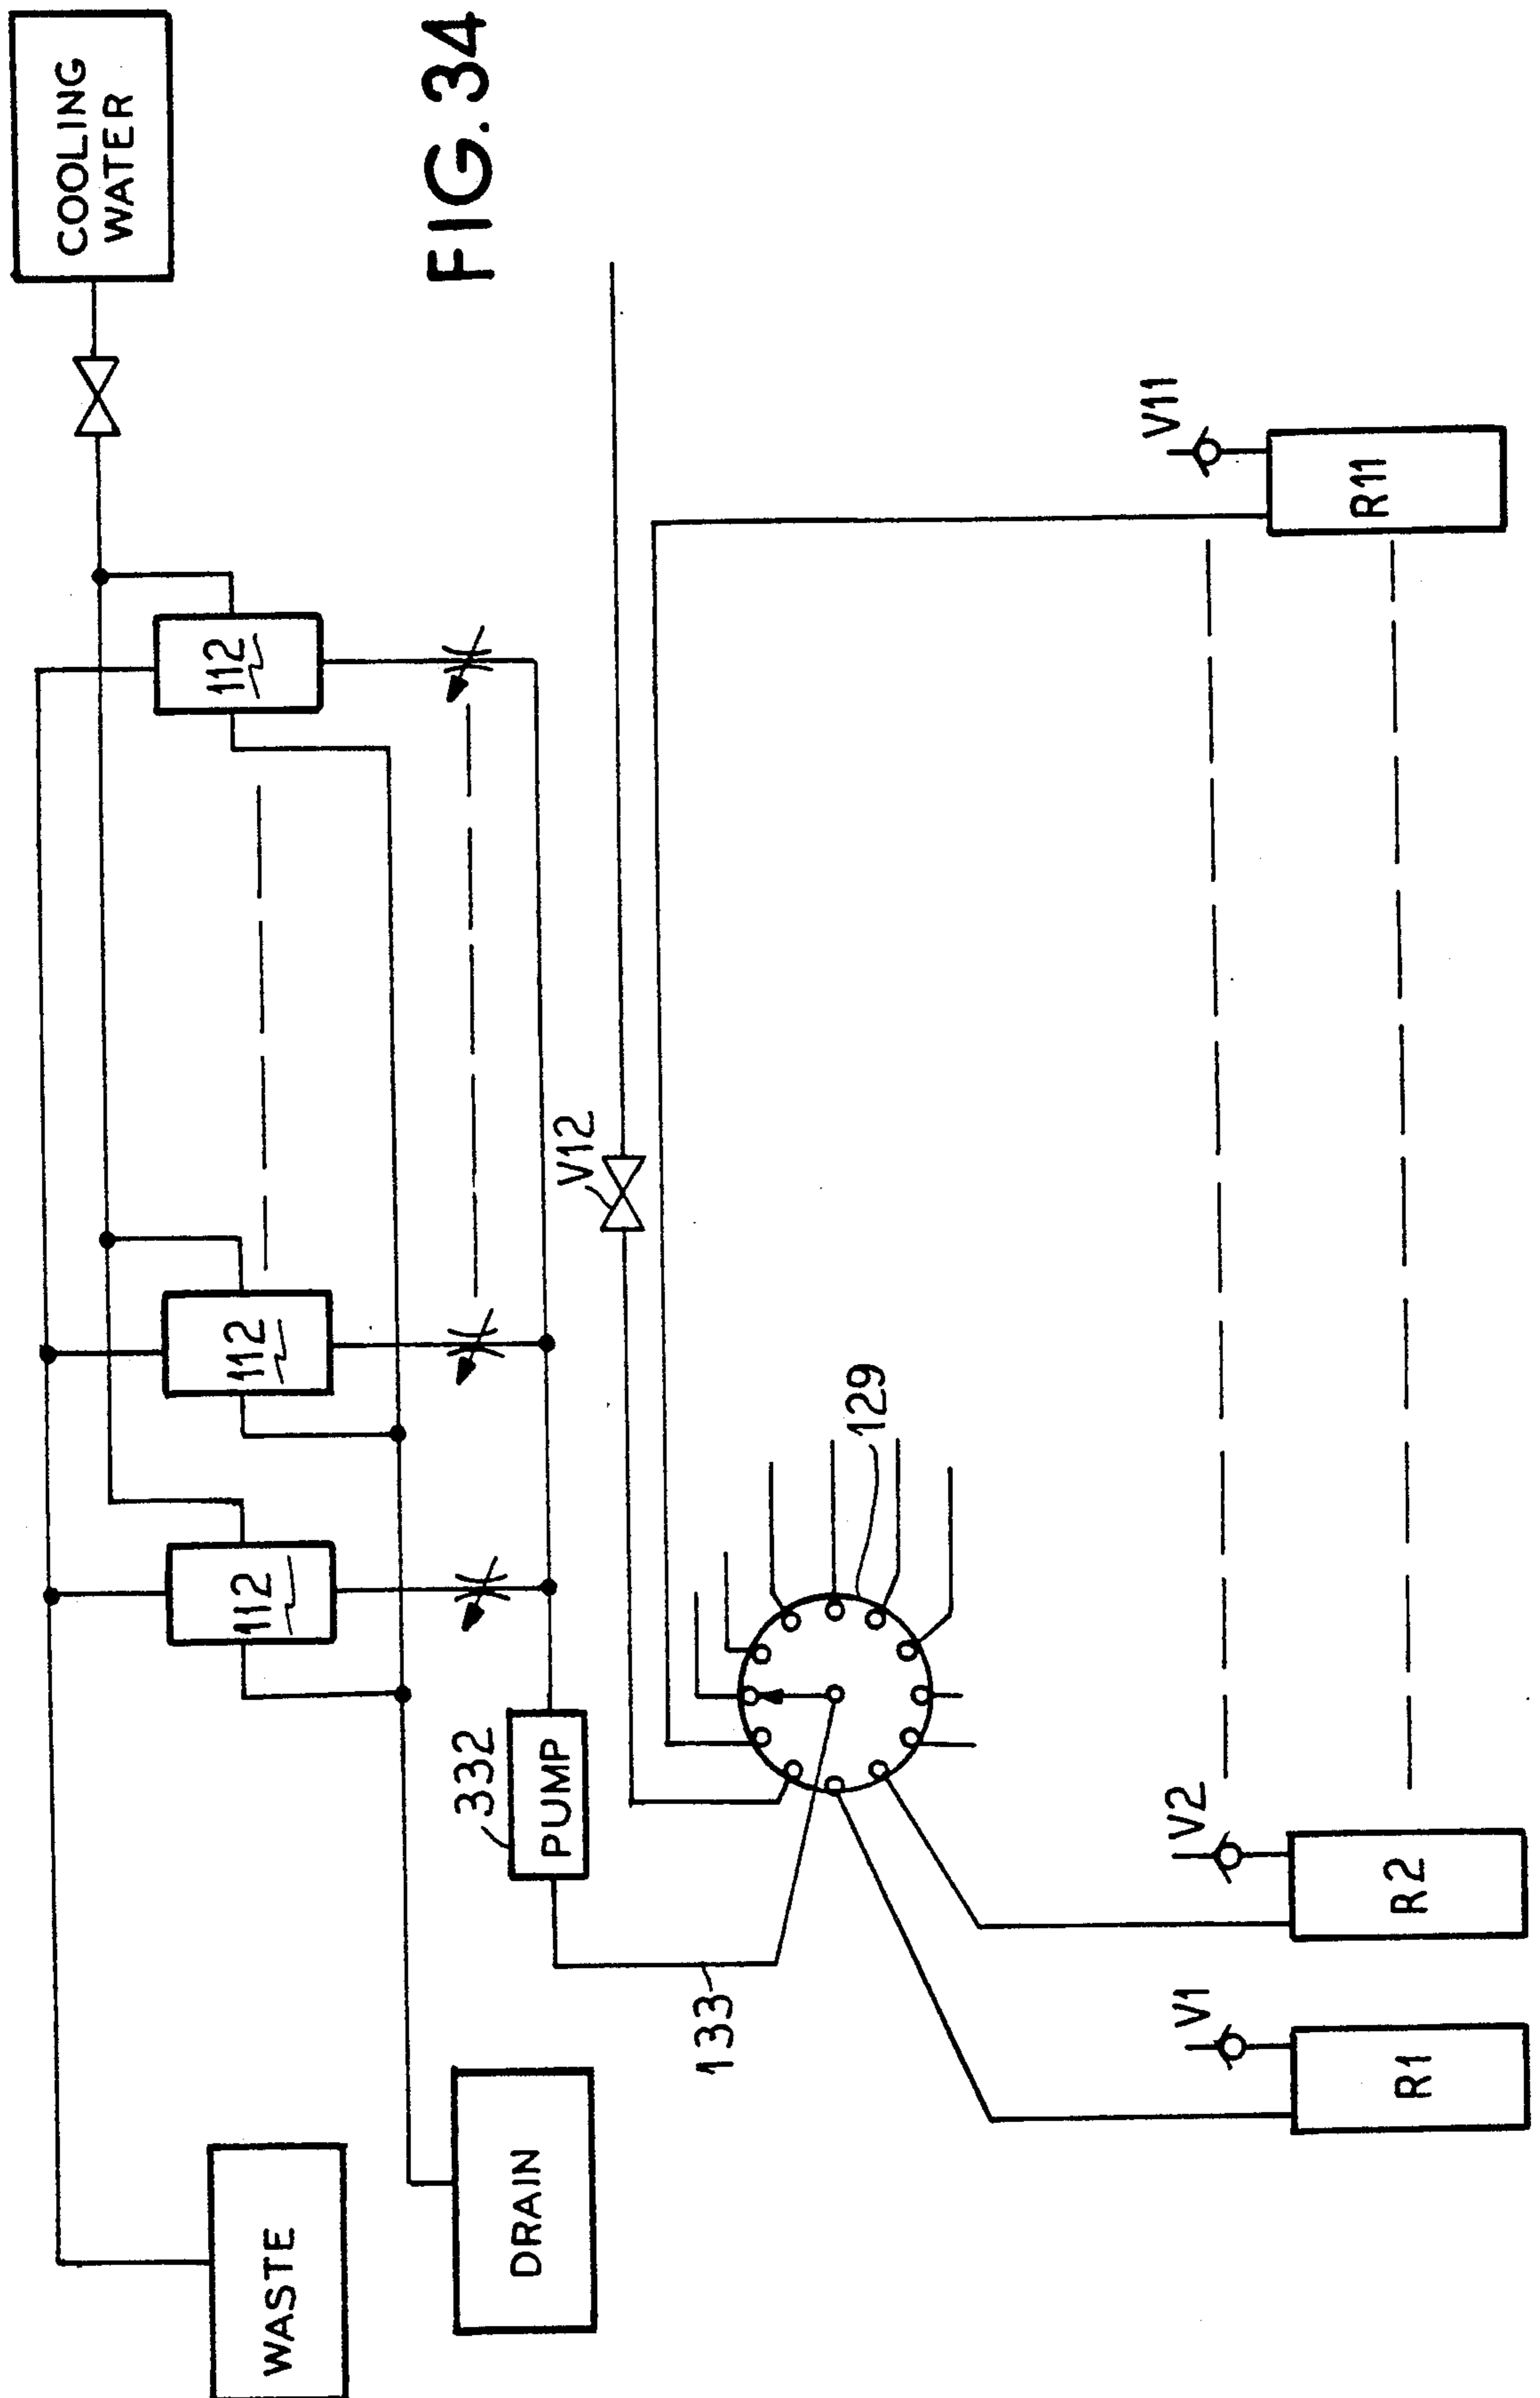 COOLING
WATER
FIG. 34
112
112
112
V12
V11
R11
129
332
PUMP
133
V2
R2
V1
R1
WASTE
DRAIN